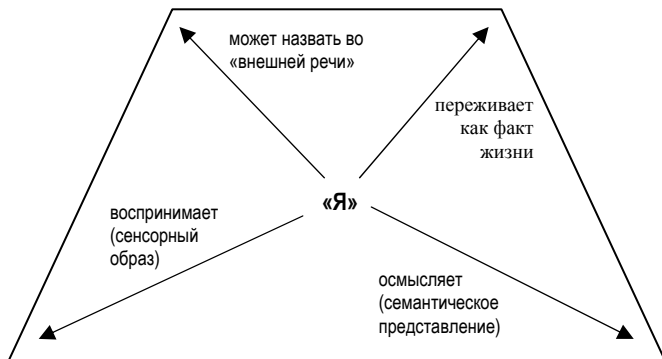 может назвать во
«внешней речи»
переживает
как факт
жизни
«Я»
воспринимает
(сенсорный
образ)
осмысляет
(семантическое
представление)